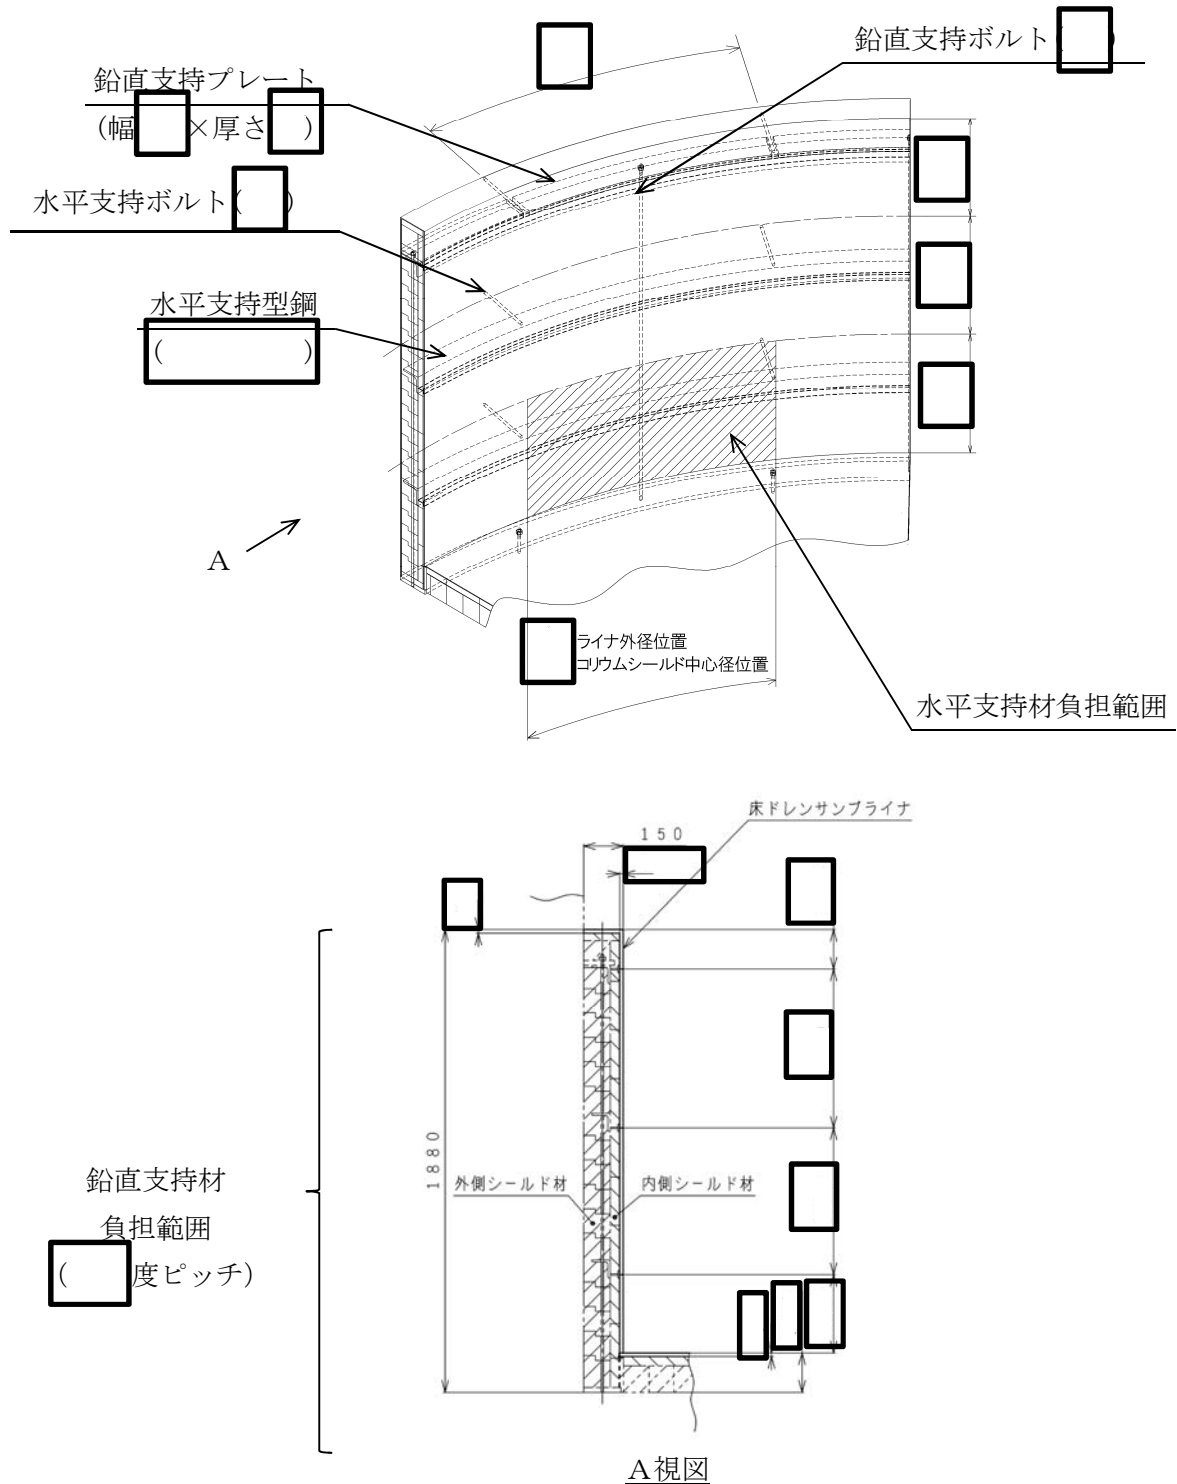 鉛直支持ボルト
鉛直支持プレート
(幅 ×厚さ )
水平支持ボルト( )
水平支持型鋼
( )
A
ライナ外径位置
コリウムシールド中心径位置
水平支持材負担範囲
床ドレンサンプライナ
150
1880
外側シールド材
内側シールド材
鉛直支持材
負担範囲
( 度ピッチ)
A視図